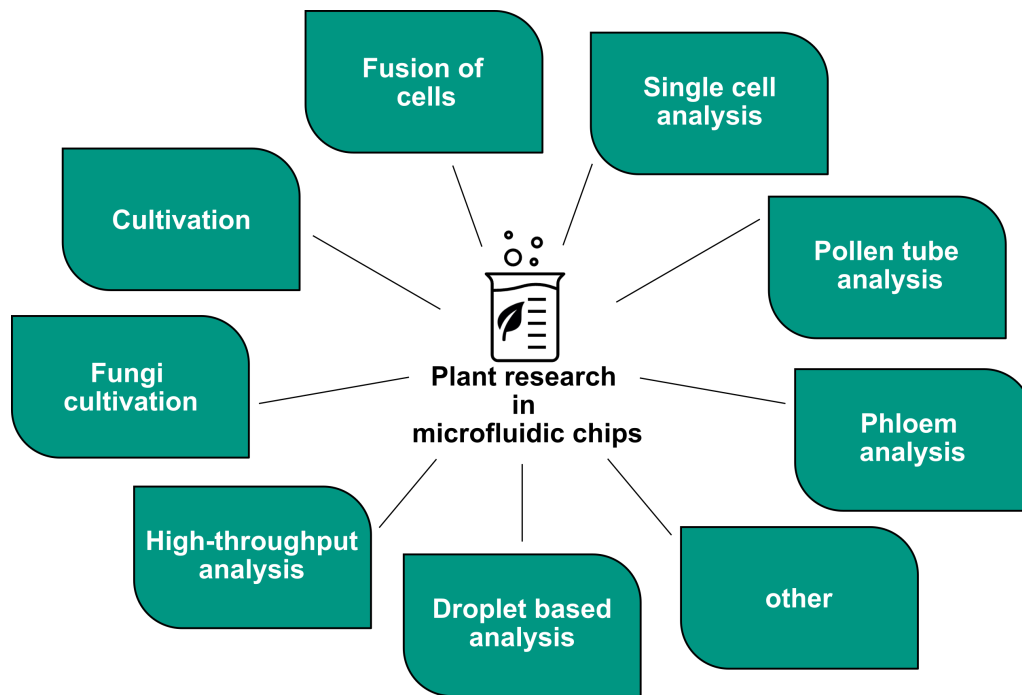 Fusion of
cells
Single cell
analysis
Cultivation
Pollen tube
analysis
Fungi
cultivation
Plant research
in
microfluidic chips
Phloem
analysis
High-throughput
analysis
Droplet based
analysis
other